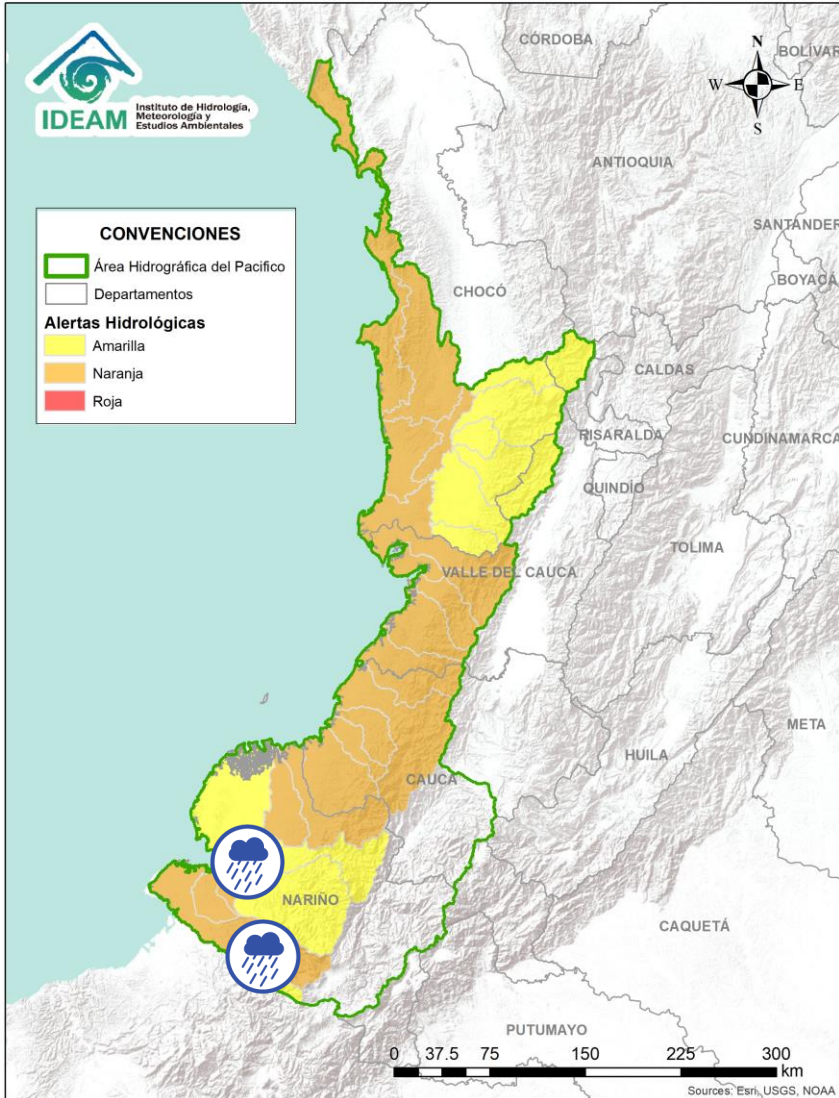 IDEAM
Instituto de Hidrología,
Meteorología y
Estudios Ambientales
CÓRDOBA
BOLÍVAR
N
W
E
S
ANTIOQUIA
SANTANDER
BOYACÁ
CONVENCIONES
Área Hidrográfica del Pacifico
Departamentos
Alertas Hidrológicas
Amarilla
Naranja
Roja
CHOCÓ
CALDAS
RISARALDA
CUNDINAMARCA
QUINDÍO
TOLIMA
VALLE DEL CAUCA
META
HUILA
CAUCA
NARIÑO
CAQUETÁ
PUTUMAYO
0 37.5 75 150 225 300
km
Sources: Esri, USGS, NOAA